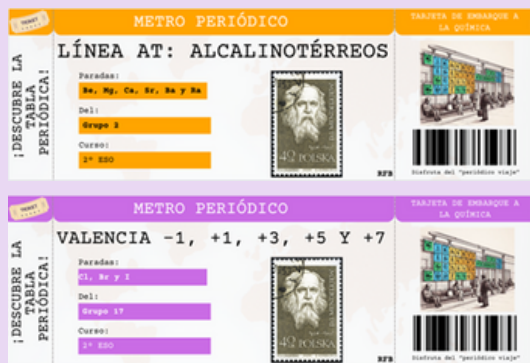 METRO PERIÓDICO
TARJETA DE EMBARQUE A
LA QUÍMICA
TICKET
¡DESCUBRE LA
TABLA
PERIÓDICA!
LÍNEA AT: ALCALINOTÉRREOS
Paradas:
Be, Mg, Ca, Sr, Ba y Ra
Del:
Grupo 2
Curso:
2º ESO
42 POLSKA
RFB
Disfruta del "periódico viaje"
METRO PERIÓDICO
TARJETA DE EMBARQUE A
LA QUÍMICA
TICKET
¡DESCUBRE LA
TABLA
PERIÓDICA!
VALENCIA -1, +1, +3, +5 Y +7
Paradas:
Cl, Br y I
Del:
Grupo 17
Curso:
2º ESO
42 POLSKA
RFB
Disfruta del "periódico viaje"